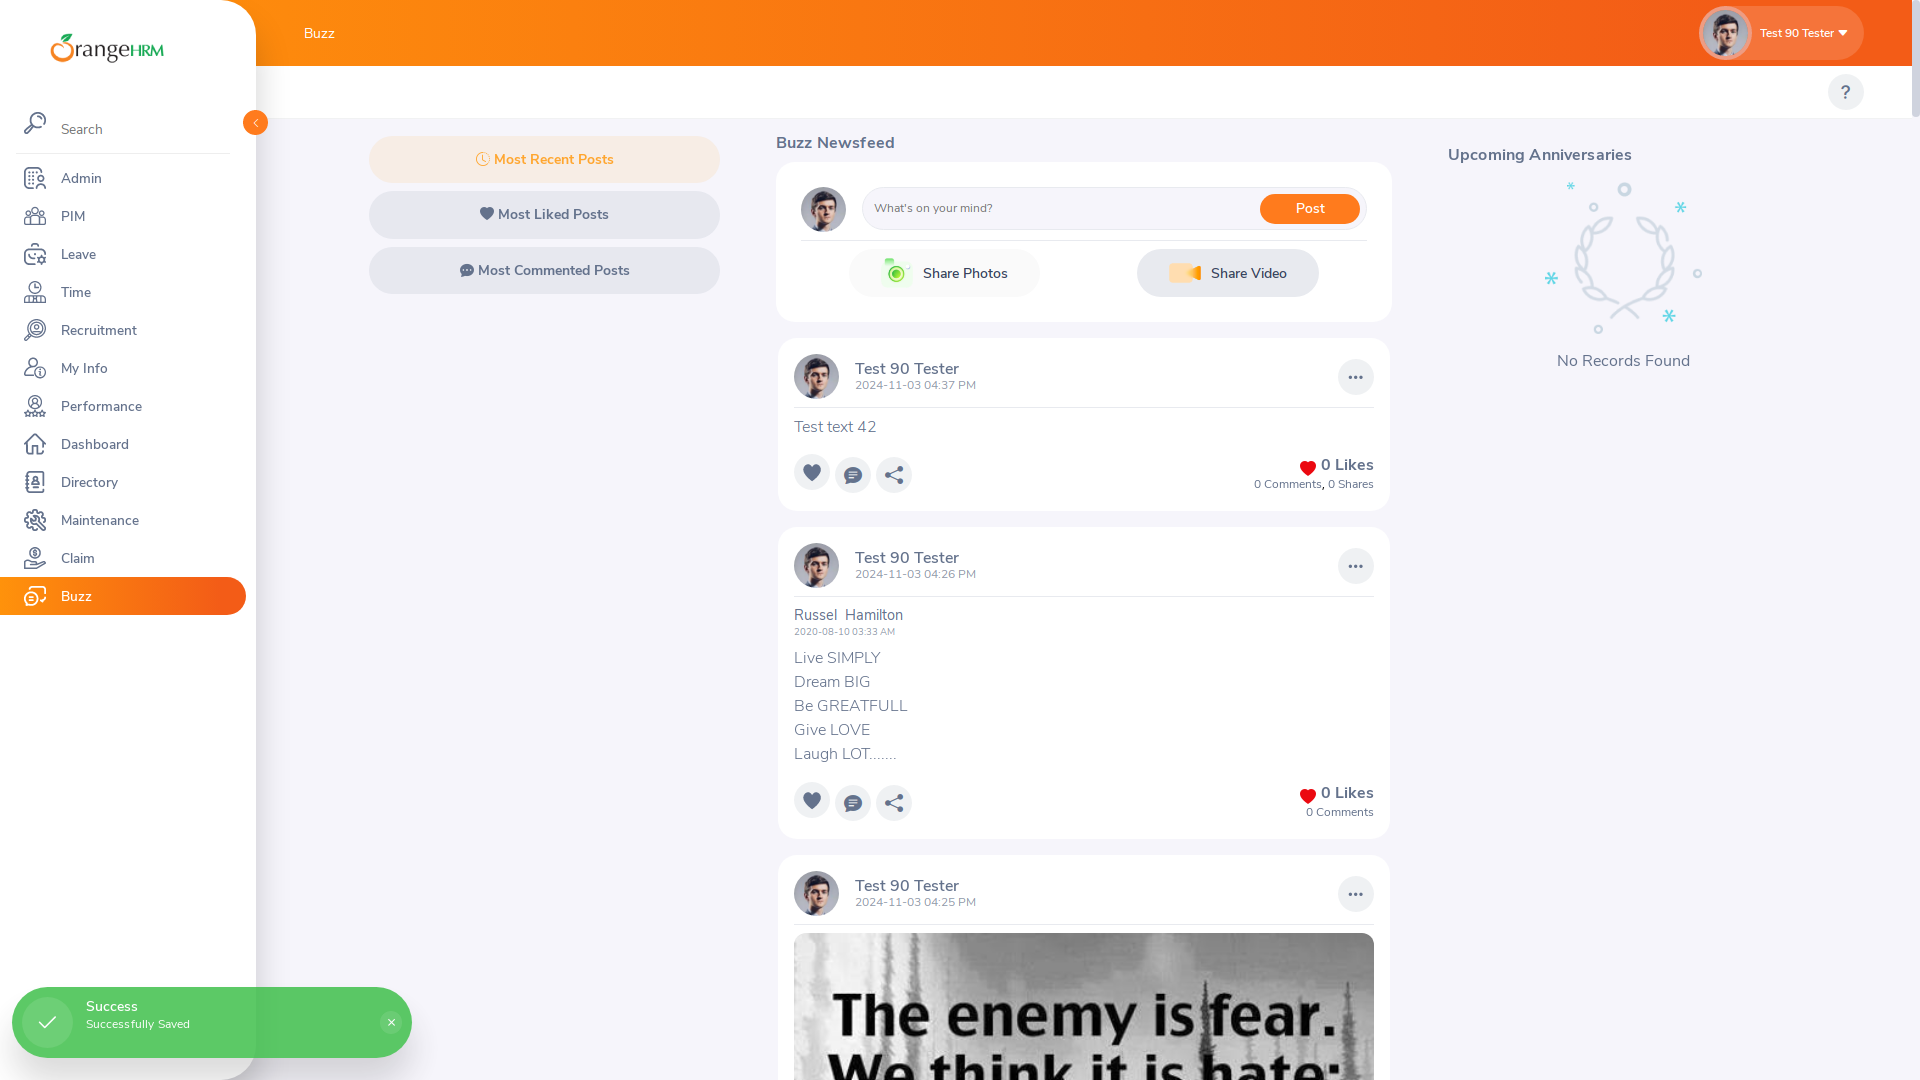 OrangeHRM
Buzz
Test 90 Tester
?
Search
Admin
PIM
Leave
Time
Recruitment
My Info
Performance
Dashboard
Directory
Maintenance
Claim
Buzz
Most Recent Posts
Most Liked Posts
Most Commented Posts
Buzz Newsfeed
What's on your mind?
Post
Share Photos
Share Video
Test 90 Tester
2024-11-03 04:37 PM
Test text 42
0 Likes
0 Comments, 0 Shares
Test 90 Tester
2024-11-03 04:26 PM
Russel  Hamilton
2020-08-10 03:33 AM
Live SIMPLY
Dream BIG
Be GREATFULL
Give LOVE
Laugh LOT.......
0 Likes
0 Comments
Test 90 Tester
2024-11-03 04:25 PM
The enemy is fear.
We think it is hate;
Upcoming Anniversaries
No Records Found
Success
Successfully Saved